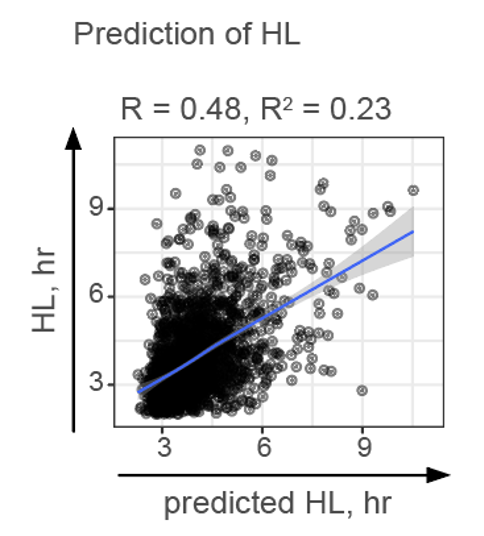 Prediction of HL
R = 0.48, R² = 0.23
HL, hr
9
6
3
3 6 9
predicted HL, hr